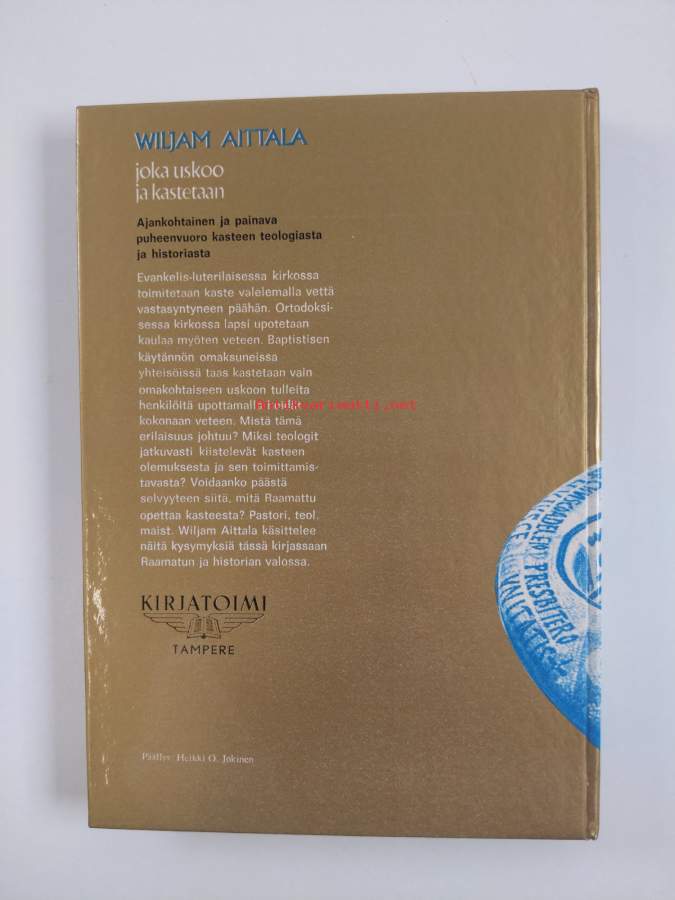 WILJAM AITTALA
joka uskoo
ja kastetaan
Ajankohtainen ja painava
puheenvuoro kasteen teologiasta
ja historiasta
Evankelis-luterilaisessa kirkossa
toimitetaan kaste valelemalla vettä
vastasyntyneen päähän. Ortodoksi-
sessa kirkossa lapsi upotetaan
kaulaa myöten veteen. Baptistisen
käytännön omaksuneissa
yhteisöissä taas kastetaan vain
omakohtaiseen uskoon tulleita
henkilöitä upottamalla
kokonaan veteen. Mistä tämä
erilaisuus johtuu? Miksi teologit
jatkuvasti kiistelevät kasteen
olemuksesta ja sen toimittamis-
tavasta? Voidaanko päästä
selvyyteen siitä, mitä Raamattu
opettaa kasteesta? Pastori, teol.
maist. Wiljam Aittala käsittelee
näitä kysymyksiä tässä kirjassaan
Raamatun ja historian valossa.
KIRJATOIMI
TAMPERE
PRESBITERO
Päällys: Heikki O. Jokinen